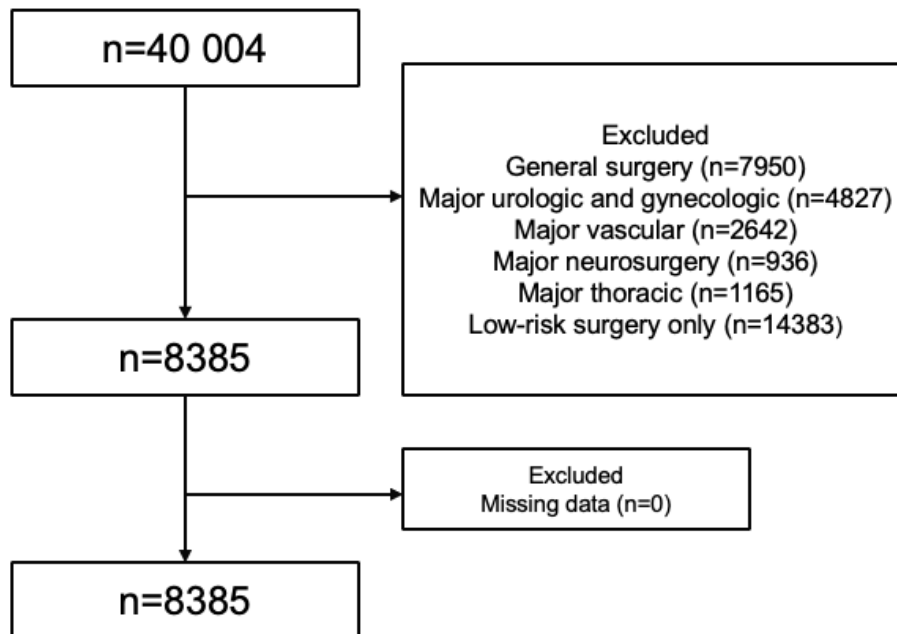 n=40 004
Excluded
General surgery (n=7950)
Major urologic and gynecologic (n=4827)
Major vascular (n=2642)
Major neurosurgery (n=936)
Major thoracic (n=1165)
Low-risk surgery only (n=14383)
n=8385
Excluded
Missing data (n=0)
n=8385